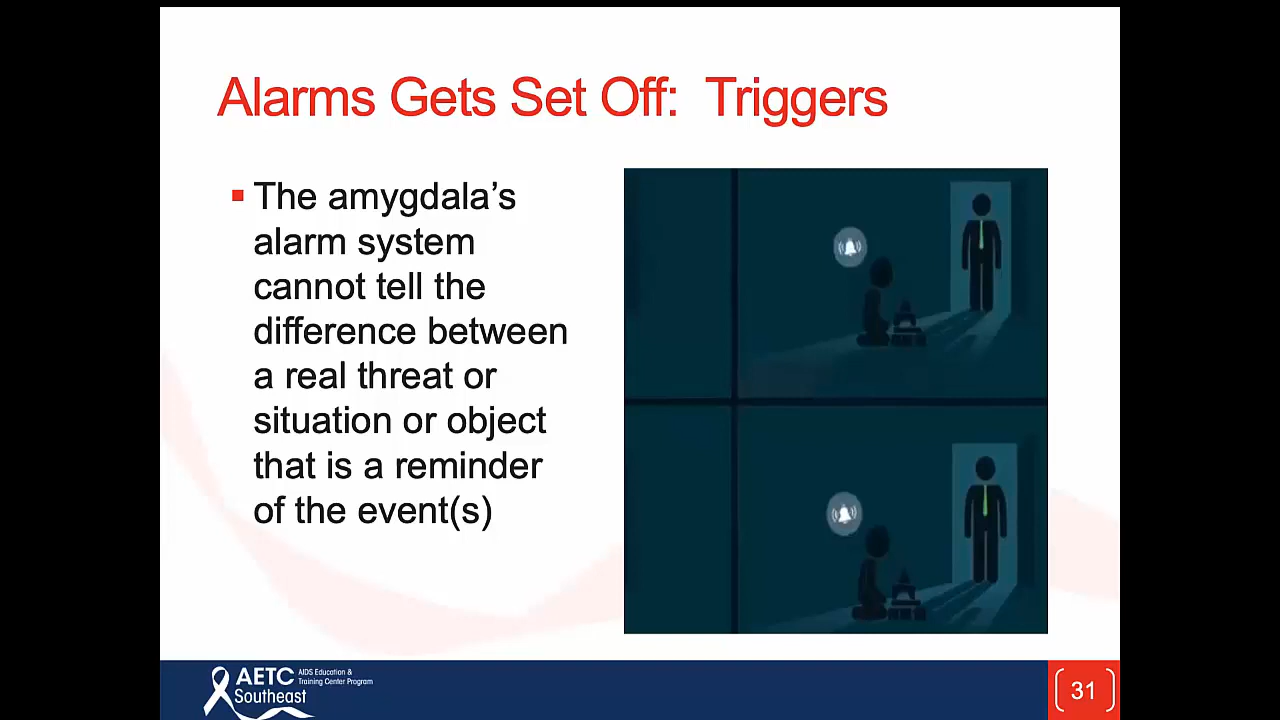 Alarms Gets Set Off:  Triggers
The amygdala’s
alarm system
cannot tell the
difference between
a real threat or
situation or object
that is a reminder
of the event(s)
AETC
AIDS Education &
Training Center Program
Southeast
31